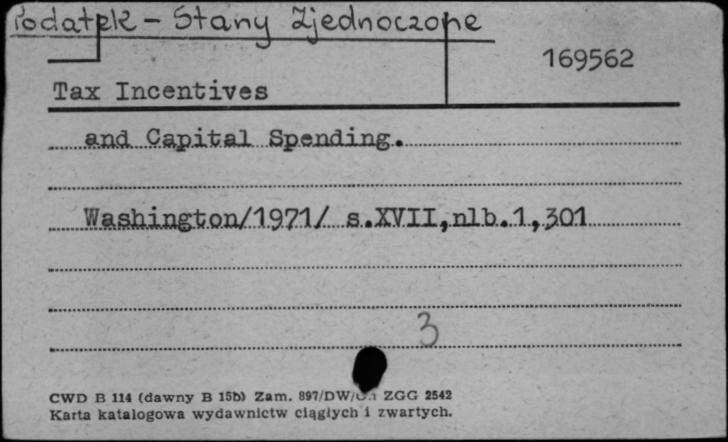 Podatek - Stany Zjednoczone
169562
Tax Incentives
and Capital Spending.
Washington/1971/ s.XVII,nlb.1,301
3
CWD B 114 (dawny B 15b) Zam. 897/DW/ ZGG 2542
Karta katalogowa wydawnictw ciągłych i zwartych.